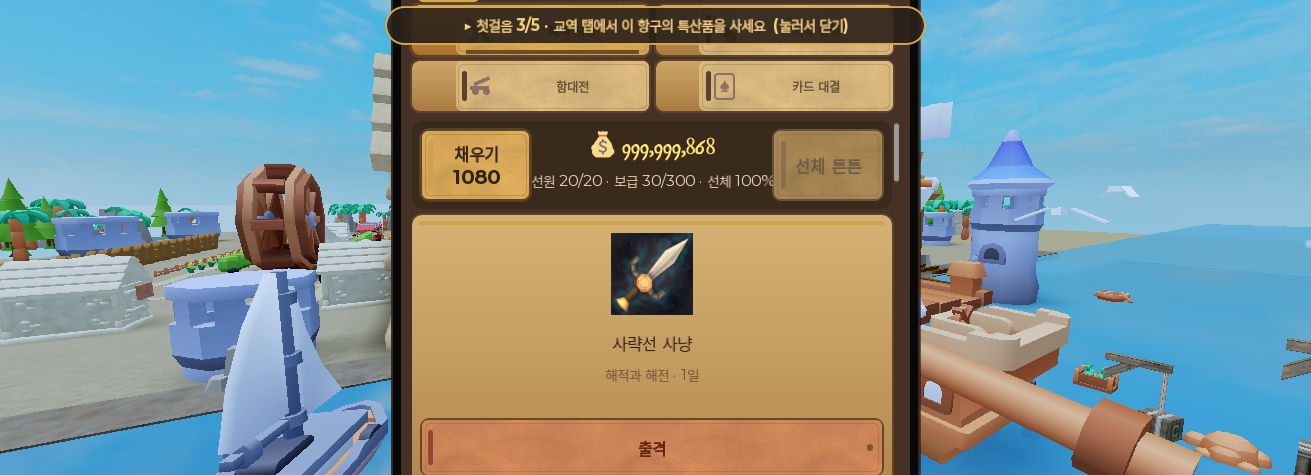 ▸ 첫걸음 3/5 · 교역 탭에서 이 항구의 특산품을 사세요 (눌러서 닫기)
함대전
카드 대결
채우기
1080
999,999,868
선원 20/20 · 보급 30/300 · 선체 100%
선체 튼튼
사략선 사냥
해적과 해전 · 1일
출격